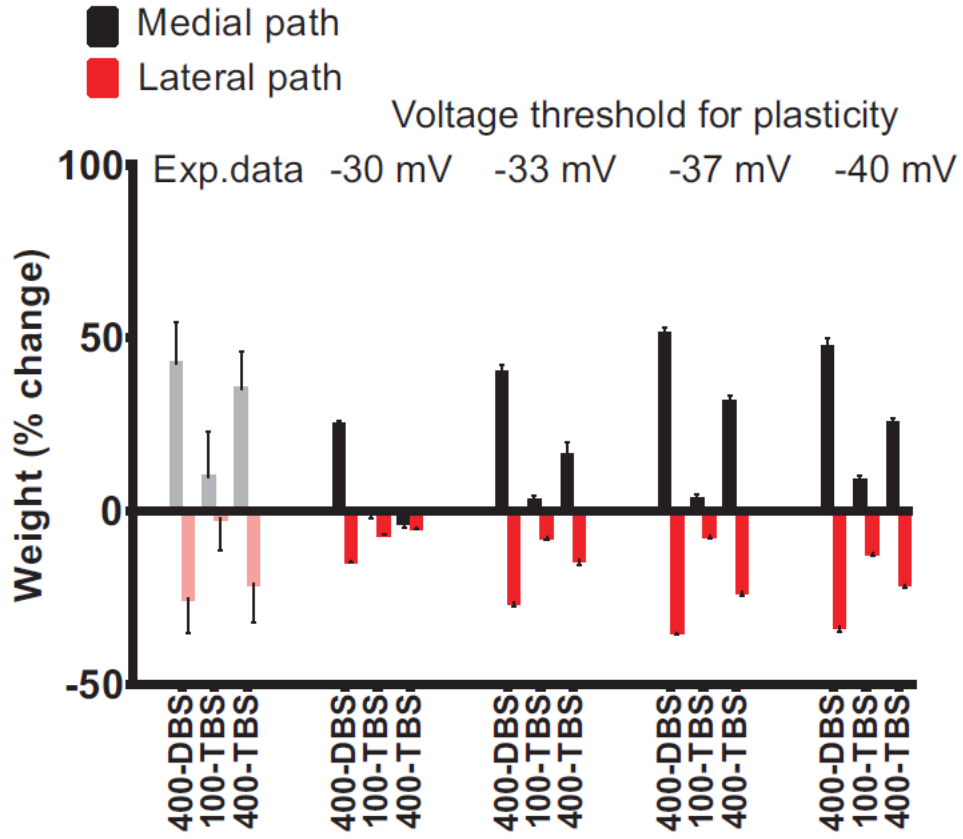 Medial path
Lateral path
Voltage threshold for plasticity
Exp.data -30 mV -33 mV -37 mV -40 mV
Weight (% change)
100
50
0
-50
400-DBS
100-TBS
400-TBS
400-DBS
100-TBS
400-TBS
400-DBS
100-TBS
400-TBS
400-DBS
100-TBS
400-TBS
400-DBS
100-TBS
400-TBS